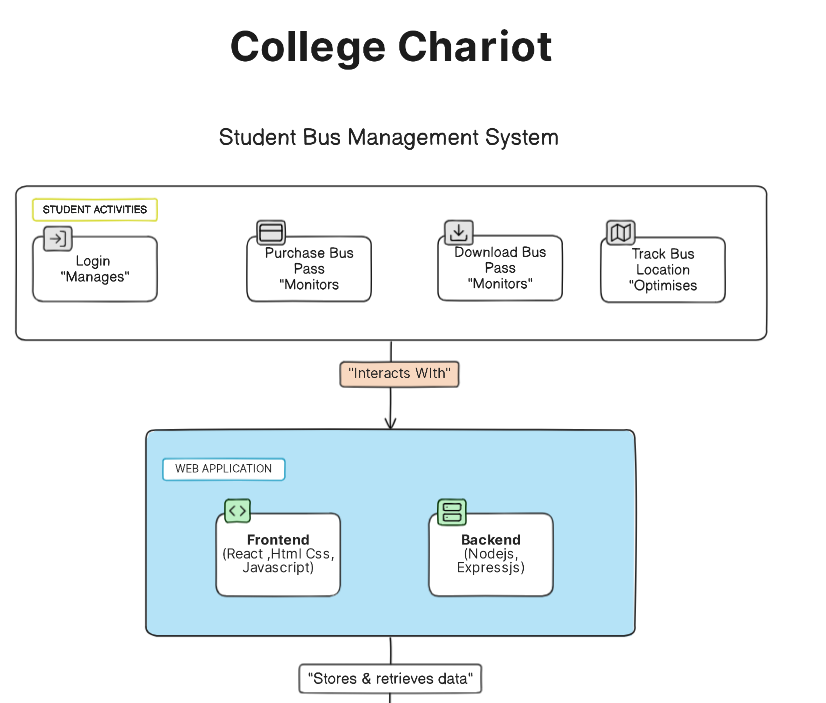 College Chariot
Student Bus Management System
STUDENT ACTIVITIES
Login
"Manages"
Purchase Bus
Pass
"Monitors
Download Bus
Pass
"Monitors"
Track Bus
Location
"Optimises
"Interacts WIth"
WEB APPLICATION
Frontend
(React ,Html Css,
Javascript)
Backend
(Nodejs,
Expressjs)
"Stores & retrieves data"